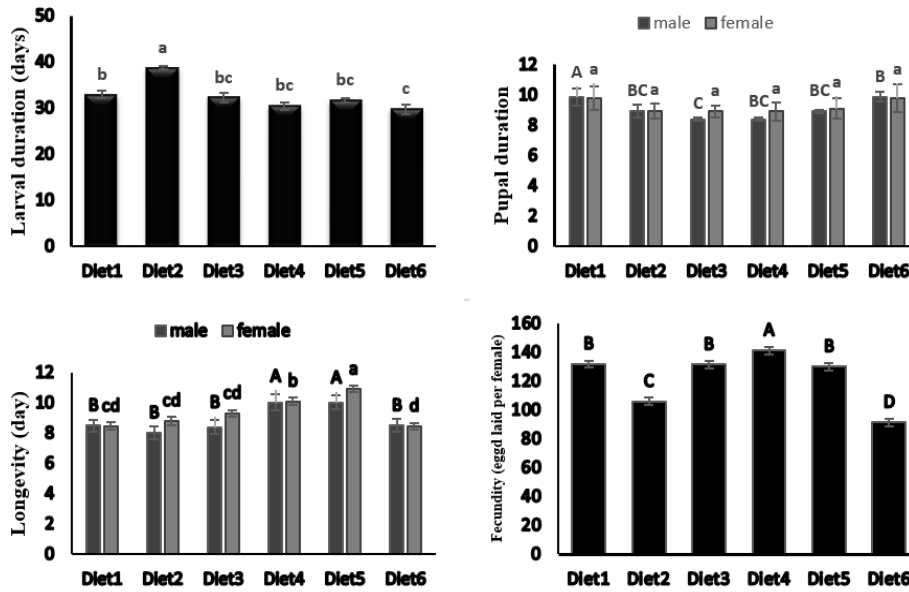 Larval duration (days)
50
40
30
20
10
0
b
a
bc
bc
bc
c
Diet1 Diet2 Diet3 Diet4 Diet5 Diet6
male female
Pupal duration
12
10
8
6
4
2
0
A a
BC a
C a
BC a
BC a
B a
Diet1 Diet2 Diet3 Diet4 Diet5 Diet6
male female
Longevity (day)
12
10
8
6
4
2
0
B cd
B cd
B cd
A b
A a
B d
Diet1 Diet2 Diet3 Diet4 Diet5 Diet6
Fecundity (eggd laid per female)
160
140
120
100
80
60
40
20
0
B
C
B
A
B
D
Diet1 Diet2 Diet3 Diet4 Diet5 Diet6